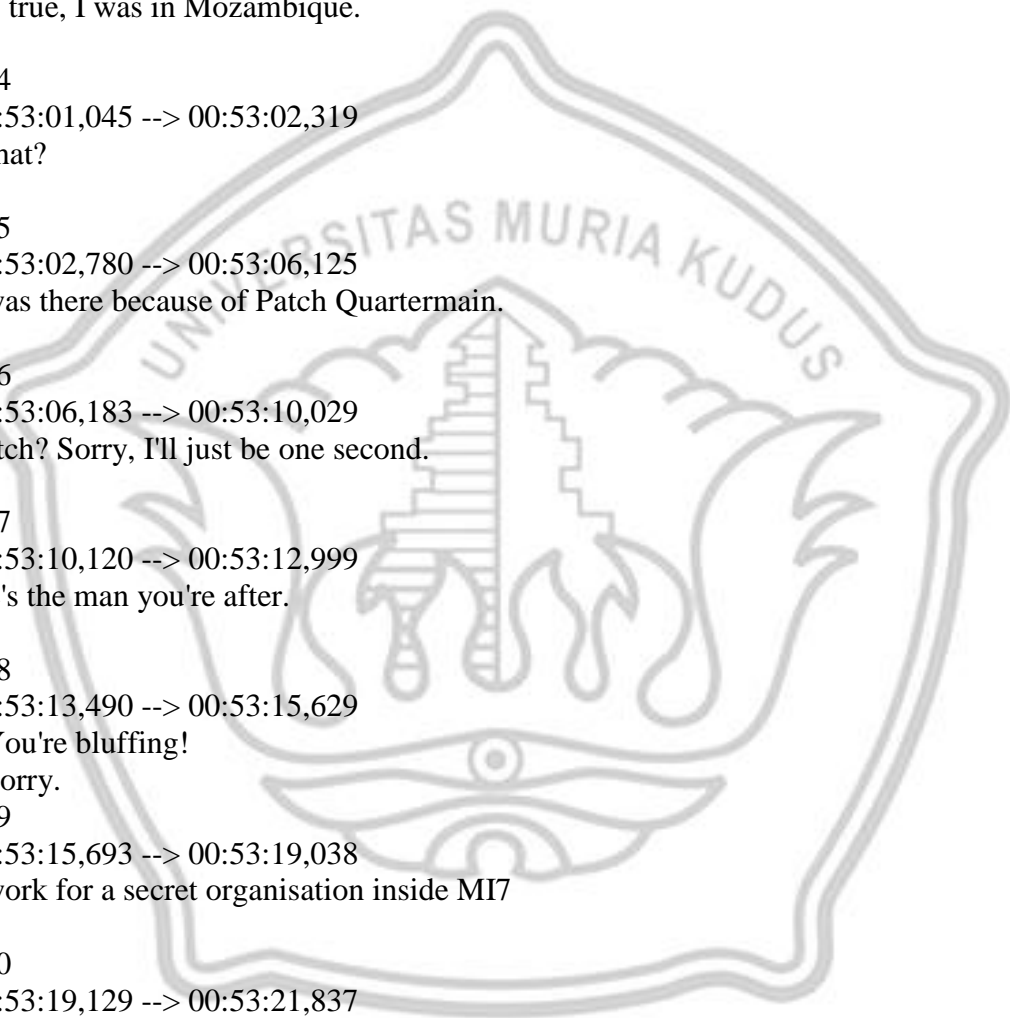 true, I was in Mozambique.
4
:53:01,045 --> 00:53:02,319
hat?
5
:53:02,780 --> 00:53:06,125
was there because of Patch Quartermain.
6
:53:06,183 --> 00:53:10,029
tch? Sorry, I'll just be one second.
7
:53:10,120 --> 00:53:12,999
's the man you're after.
8
:53:13,490 --> 00:53:15,629
You're bluffing!
orry.
9
:53:15,693 --> 00:53:19,038
work for a secret organisation inside MI7
0
:53:19,129 --> 00:53:21,837
UNIVERSITAS MURIA KUDUS